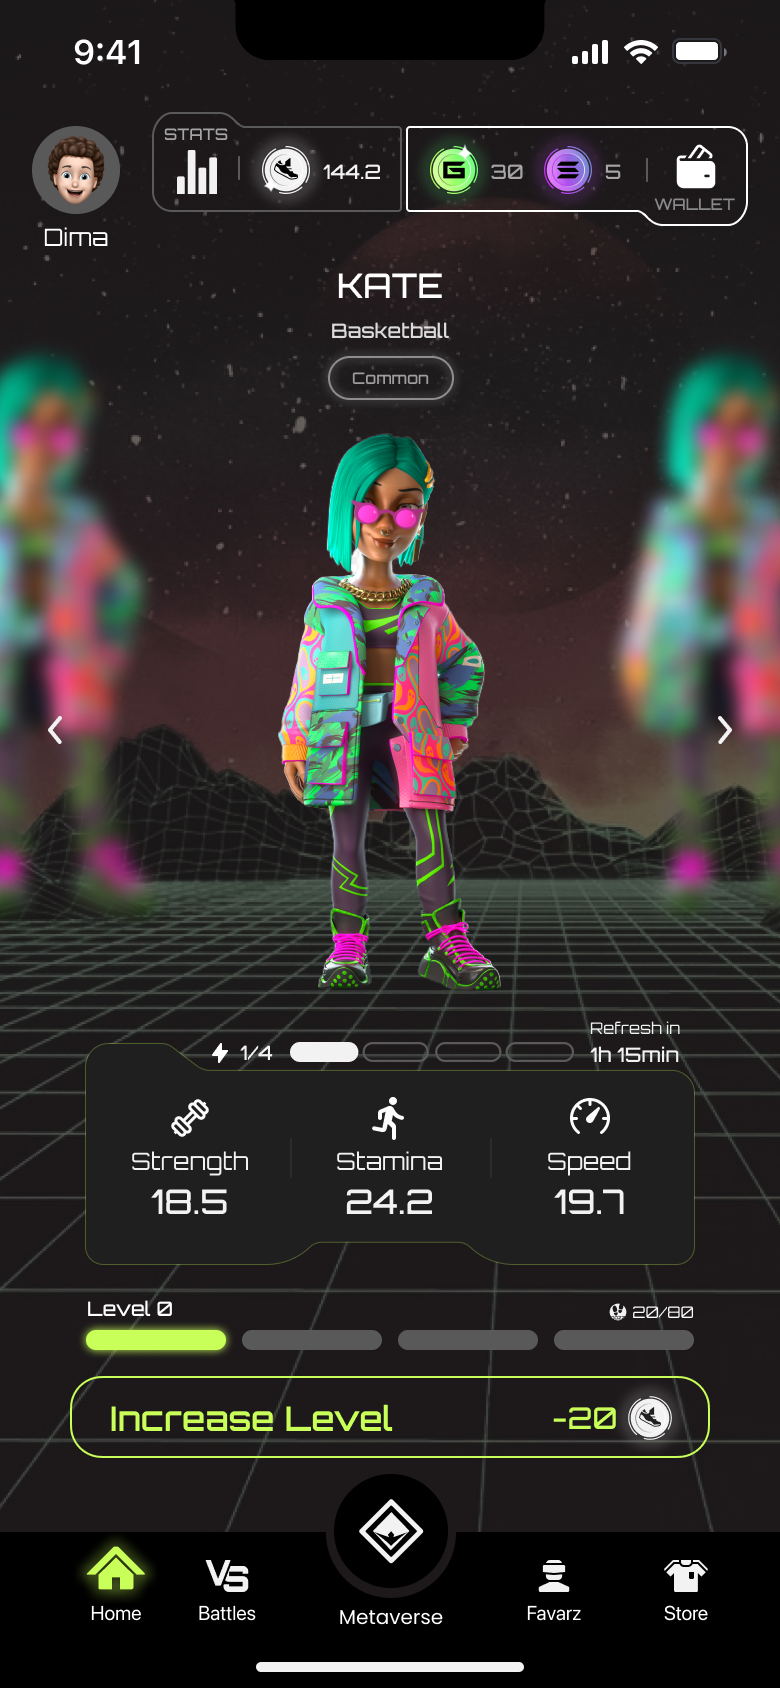 9:41
STATS
144.2
30
5
WALLET
Dima
KATE
Basketball
Common
1/4
Refresh in
1h 15min
Strength
18.5
Stamina
24.2
Speed
19.7
Level 0
20/80
Increase Level
-20
Home
VS
Battles
Metaverse
Favarz
Store